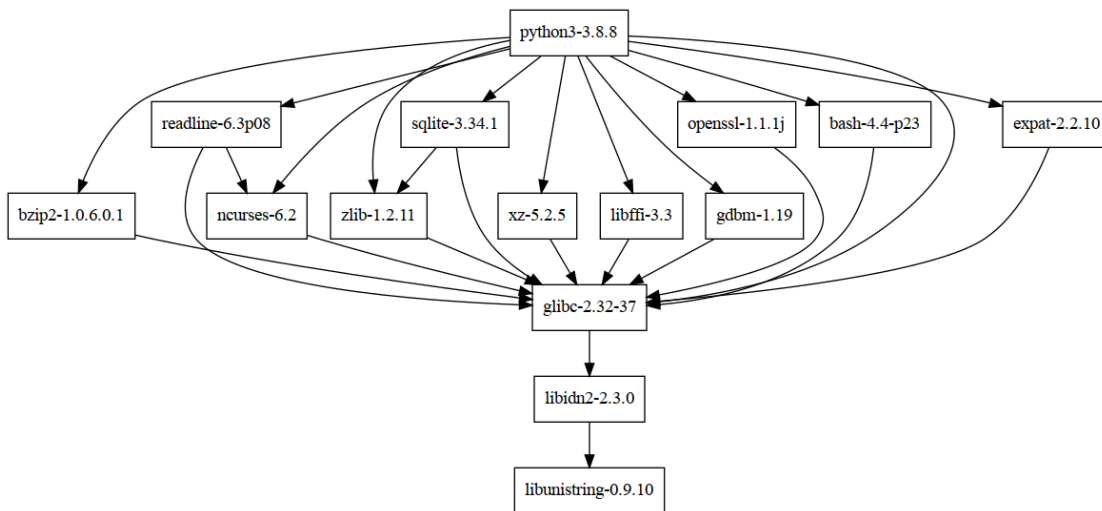 python3-3.8.8
readline-6.3p08
sqlite-3.34.1
openssl-1.1.1j
bash-4.4-p23
expat-2.2.10
bzip2-1.0.6.0.1
ncurses-6.2
zlib-1.2.11
xz-5.2.5
libffi-3.3
gdbm-1.19
glibc-2.32-37
libidn2-2.3.0
libunistring-0.9.10